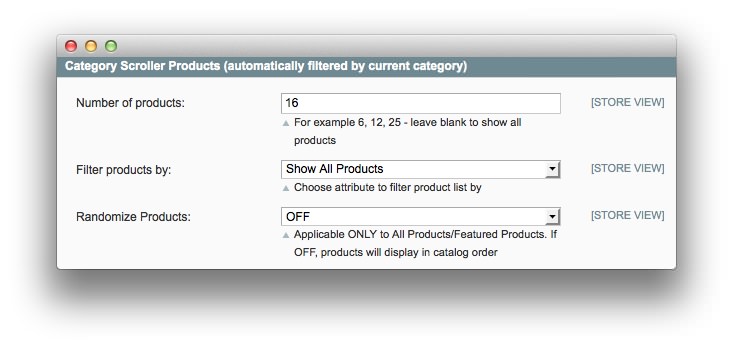 Category Scroller Products (automatically filtered by current category)
Number of products: 16 [STORE VIEW]
For example 6, 12, 25 - leave blank to show all
products
Filter products by: Show All Products [STORE VIEW]
Choose attribute to filter product list by
Randomize Products: OFF [STORE VIEW]
Applicable ONLY to All Products/Featured Products. If
OFF, products will display in catalog order